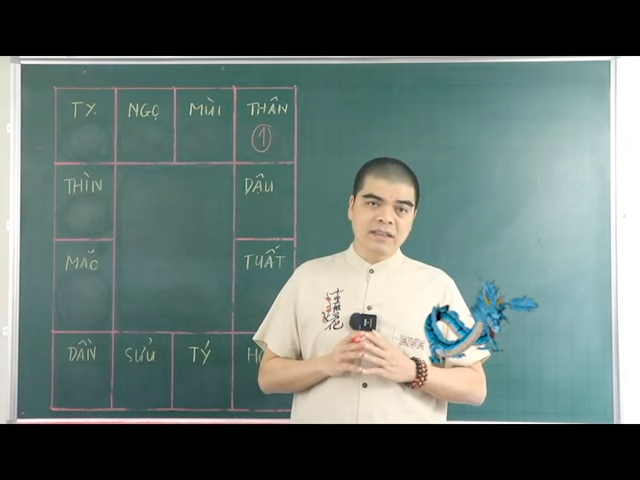 TỴ NGỌ MÙI THÂN
1
THÌN DẬU
MÃO TUẤT
DẦN SỬU TÝ